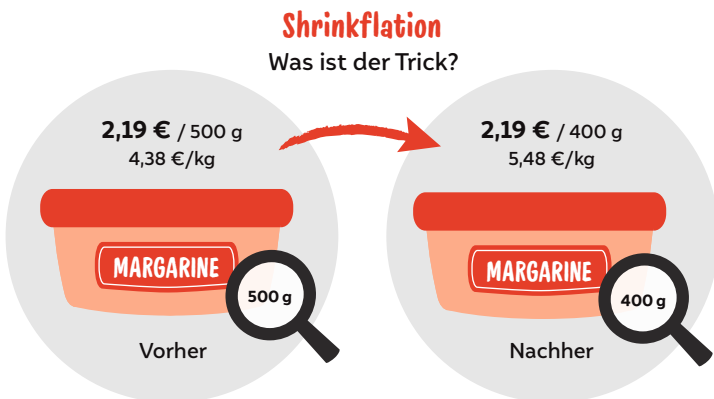 Shrinkflation
Was ist der Trick?
2,19 € / 500 g
4,38 €/kg
MARGARINE
500 g
Vorher
2,19 € / 400 g
5,48 €/kg
MARGARINE
400 g
Nachher